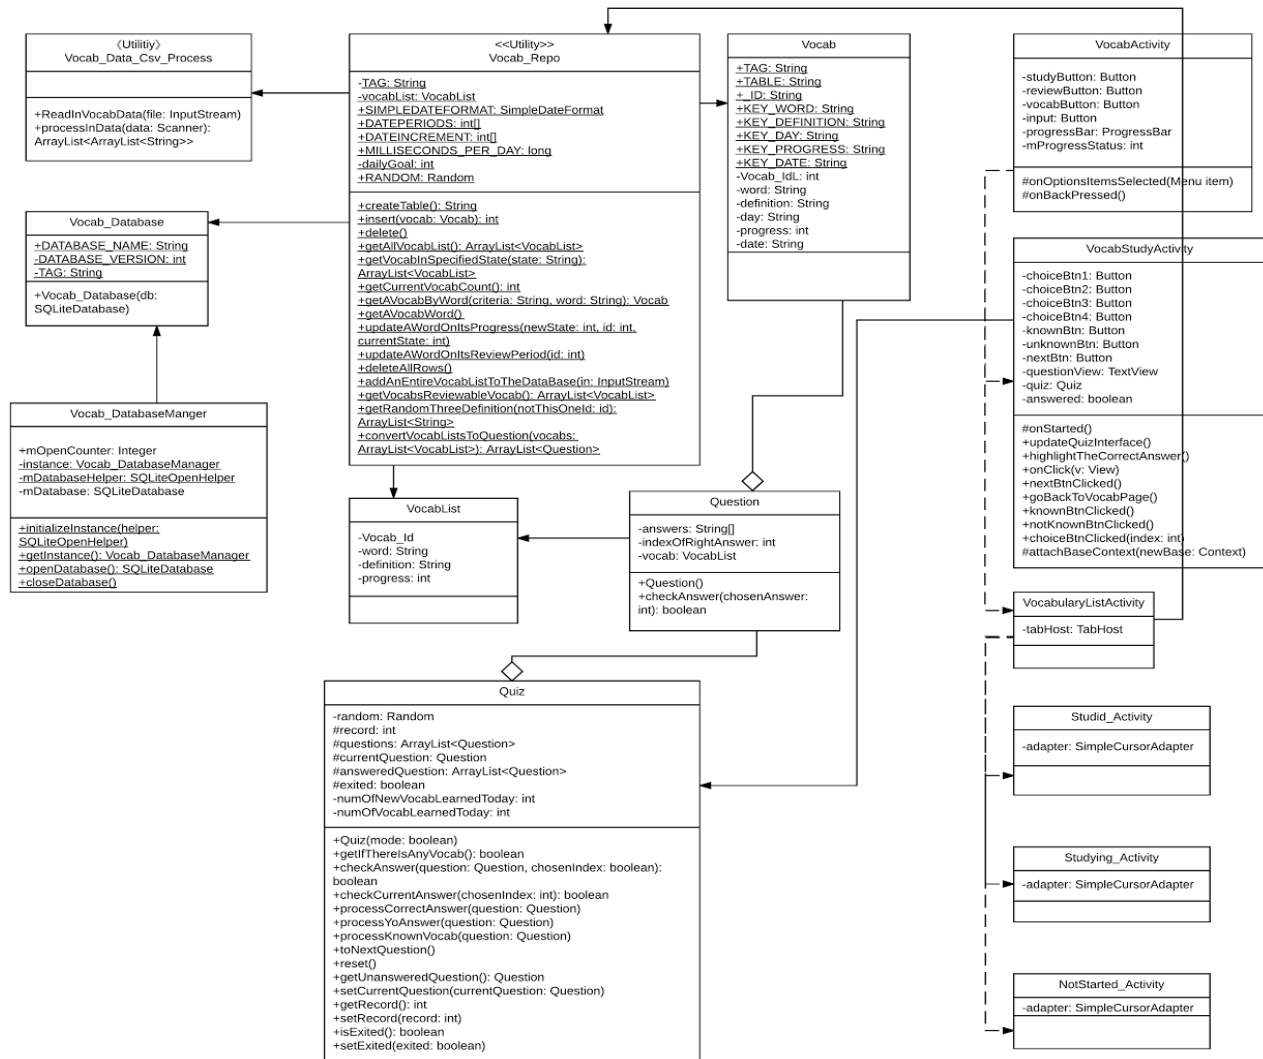 《Utilitiy》
Vocab_Data_Csv_Process
+ReadInVocabData(file: InputStream)
+processInData(data: Scanner):
ArrayList<ArrayList<String>>
Vocab_Database
+DATABASE_NAME: String
-DATABASE_VERSION: int
-TAG: String
+Vocab_Database(db:
SQLiteDatabase)
Vocab_DatabaseManger
+mOpenCounter: Integer
-instance: Vocab_DatabaseManager
-mDatabaseHelper: SQLiteOpenHelper
-mDatabase: SQLiteDatabase
+initializeInstance(helper:
SQLiteOpenHelper)
+getInstance(): Vocab_DatabaseManager
+openDatabase(): SQLiteDatabase
+closeDatabase()
<<Utility>>
Vocab_Repo
-TAG: String
-vocabList: VocabList
+SIMPLEDATEFORMAT: SimpleDateFormat
+DATEPERIODS: int[]
+DATEINCREMENT: int[]
+MILLISECONDS_PER_DAY: long
-dailyGoal: int
+RANDOM: Random
+createTable(): String
+insert(vocab: Vocab): int
+delete()
+getAllVocabList(): ArrayList<VocabList>
+getVocabInSpecifiedState(state: String):
ArrayList<VocabList>
+getCurrentVocabCount(): int
+getAVocabByWord(criteria: String, word: String): Vocab
+getAVocabWord()
+updateAWordOnItsProgress(newState: int, id: int,
currentState: int)
+updateAWordOnItsReviewPeriod(id: int)
+deleteAllRows()
+addAnEntireVocabListToTheDataBase(in: InputStream)
+getVocabsReviewableVocab(): ArrayList<VocabList>
+getRandomThreeDefinition(notThisOneId: id):
ArrayList<String>
+convertVocabListsToQuestion(vocabs:
ArrayList<VocabList>): ArrayList<Question>
Vocab
+TAG: String
+TABLE: String
+_ID: String
+KEY_WORD: String
+KEY_DEFINITION: String
+KEY_DAY: String
+KEY_PROGRESS: String
+KEY_DATE: String
-Vocab_IdL: int
-word: String
-definition: String
-day: String
-progress: int
-date: String
VocabList
-Vocab_Id
-word: String
-definition: String
-progress: int
Question
-answers: String[]
-indexOfRightAnswer: int
-vocab: VocabList
+Question()
+checkAnswer(chosenAnswer:
int): boolean
Quiz
-random: Random
#record: int
#questions: ArrayList<Question>
#currentQuestion: Question
#answeredQuestion: ArrayList<Question>
#exited: boolean
-numOfNewVocabLearnedToday: int
-numOfVocabLearnedToday: int
+Quiz(mode: boolean)
+getIfThereIsAnyVocab(): boolean
+checkAnswer(question: Question, chosenIndex: boolean):
boolean
+checkCurrentAnswer(chosenIndex: int): boolean
+processCorrectAnswer(question: Question)
+processYoAnswer(question: Question)
+processKnownVocab(question: Question)
+toNextQuestion()
+reset()
+getUnansweredQuestion(): Question
+setCurrentQuestion(currentQuestion: Question)
+getRecord(): int
+setRecord(record: int)
+isExited(): boolean
+setExited(exited: boolean)
VocabActivity
-studyButton: Button
-reviewButton: Button
-vocabButton: Button
-input: Button
-progressBar: ProgressBar
-mProgressStatus: int
#onOptionsItemsSelected(Menu item)
#onBackPressed()
VocabStudyActivity
-choiceBtn1: Button
-choiceBtn2: Button
-choiceBtn3: Button
-choiceBtn4: Button
-knownBtn: Button
-unknownBtn: Button
-nextBtn: Button
-questionView: TextView
-quiz: Quiz
-answered: boolean
#onStarted()
+updateQuizInterface()
+highlightTheCorrectAnswer()
+onClick(v: View)
+nextBtnClicked()
+goBackToVocabPage()
+knownBtnClicked()
+notKnownBtnClicked()
+choiceBtnClicked(index: int)
#attachBaseContext(newBase: Context)
VocabularyListActivity
-tabHost: TabHost
Studid_Activity
-adapter: SimpleCursorAdapter
Studying_Activity
-adapter: SimpleCursorAdapter
NotStarted_Activity
-adapter: SimpleCursorAdapter